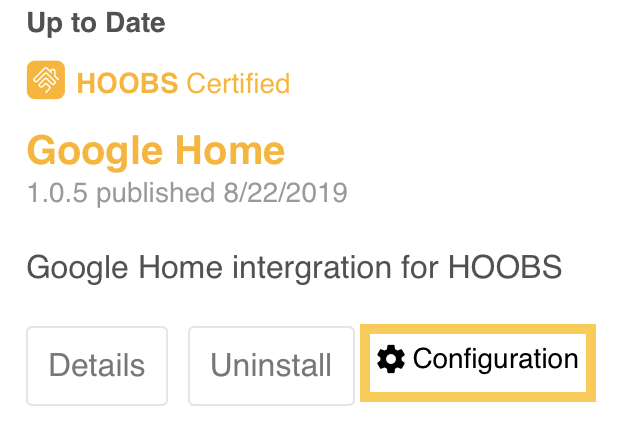 Up to Date
HOOBS Certified
Google Home
1.0.5 published 8/22/2019
Google Home intergration for HOOBS
Details Uninstall Configuration